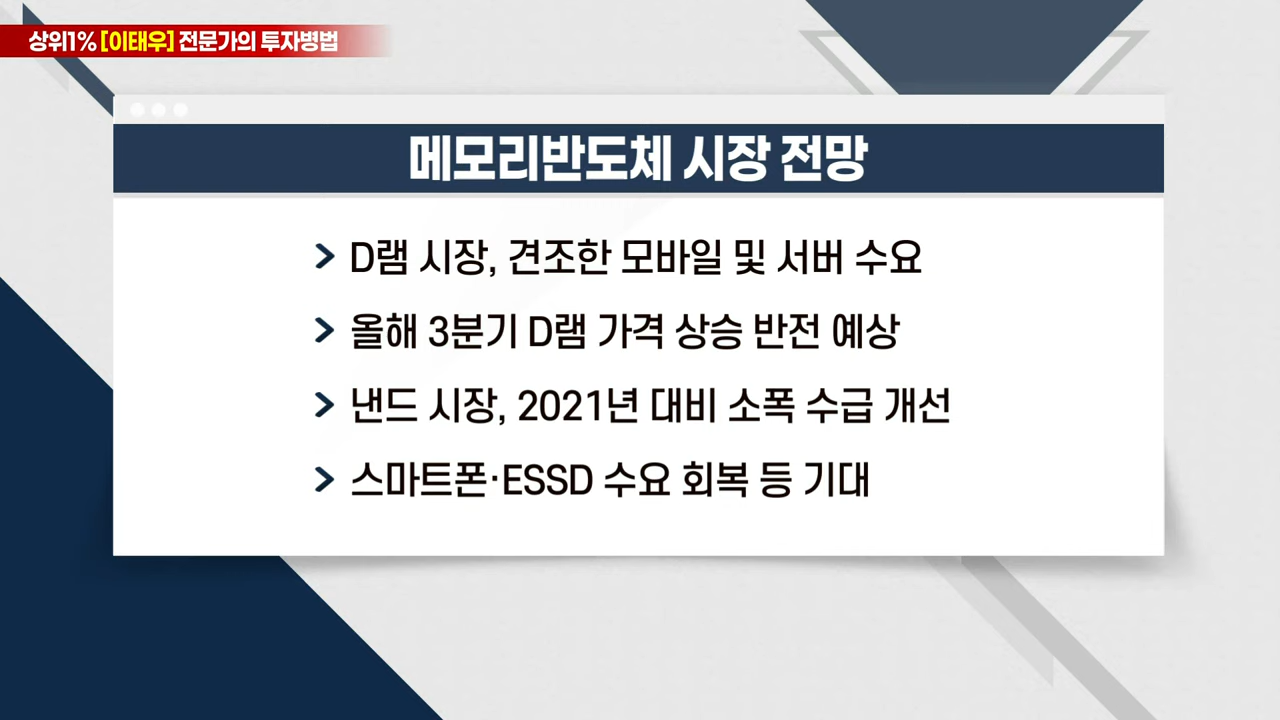 상위1% [이태우] 전문가의 투자병법
메모리반도체 시장 전망
D램 시장, 견조한 모바일 및 서버 수요
올해 3분기 D램 가격 상승 반전 예상
낸드 시장, 2021년 대비 소폭 수급 개선
스마트폰·ESSD 수요 회복 등 기대